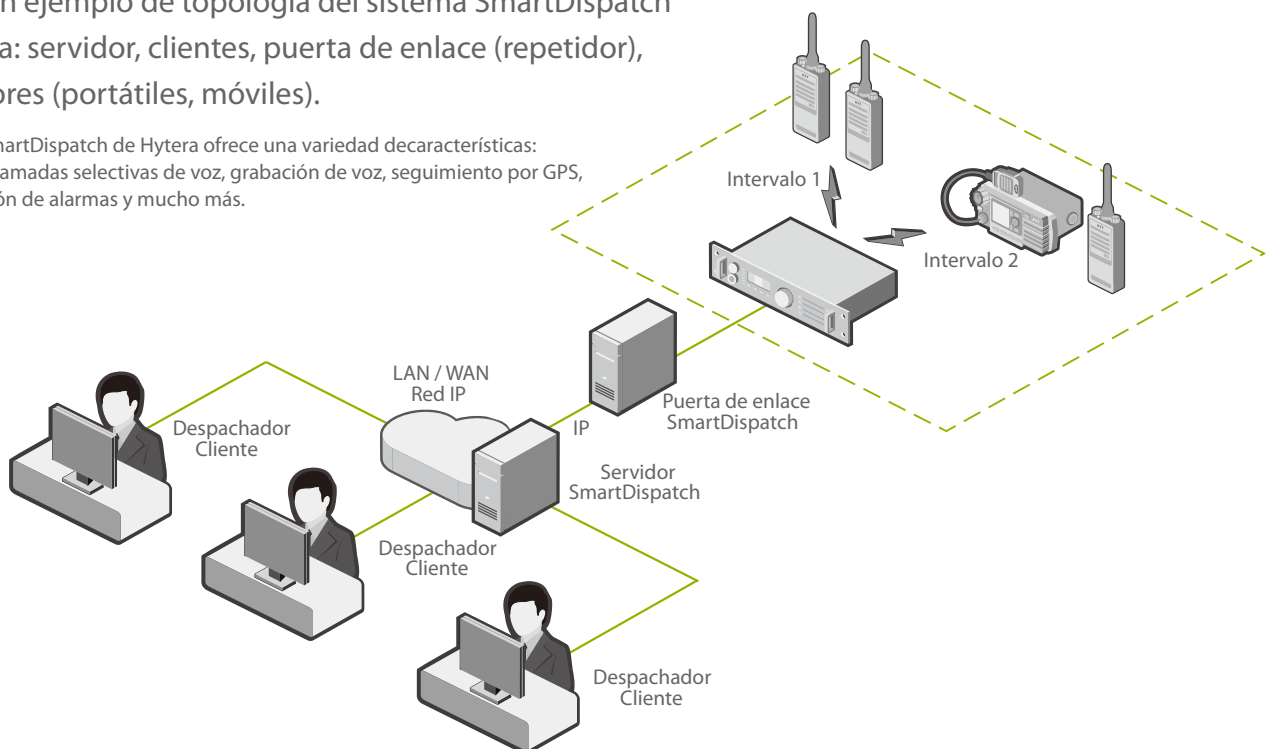 n ejemplo de topología del sistema SmartDispatch
a: servidor, clientes, puerta de enlace (repetidor),
ores (portátiles, móviles).
martDispatch de Hytera ofrece una variedad decaracterísticas:
amadas selectivas de voz, grabación de voz, seguimiento por GPS,
ón de alarmas y mucho más.
Intervalo 1
Intervalo 2
LAN / WAN
Red IP
Puerta de enlace
SmartDispatch
IP
Despachador
Cliente
Servidor
SmartDispatch
Despachador
Cliente
Despachador
Cliente